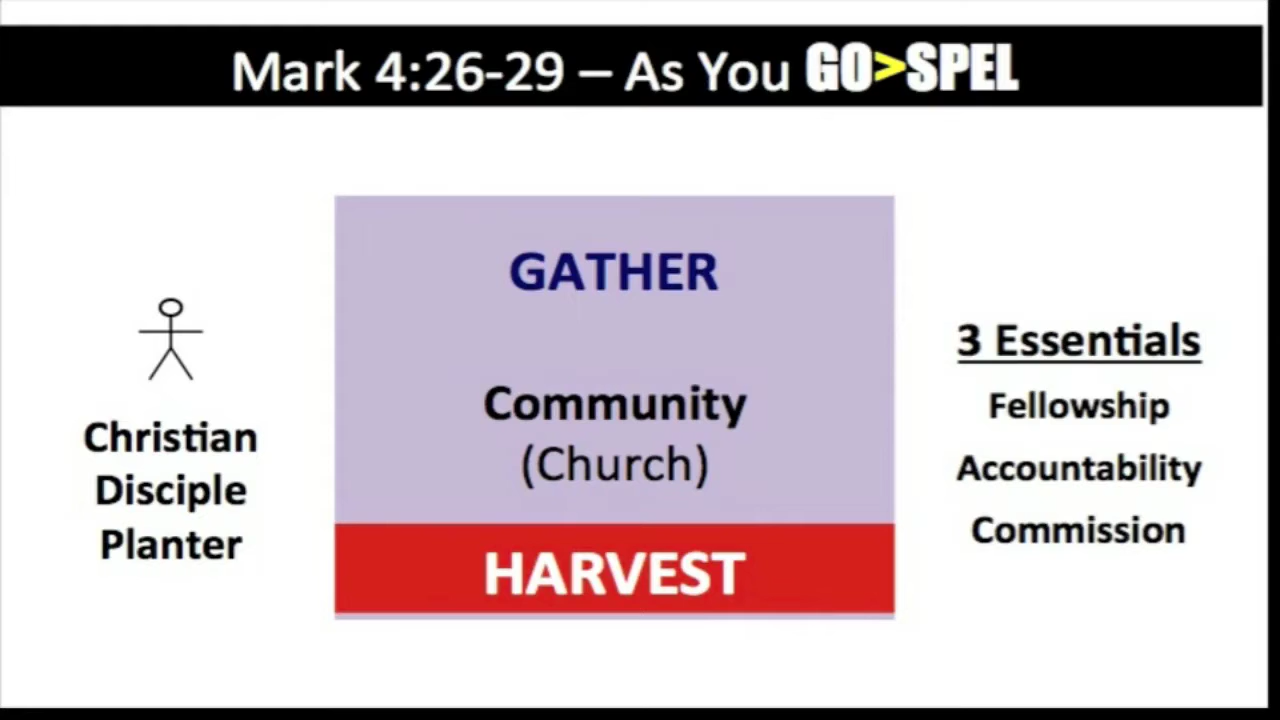 Mark 4:26-29 – As You GO>SPEL
Christian
Disciple
Planter
GATHER
Community
(Church)
HARVEST
3 Essentials
Fellowship
Accountability
Commission